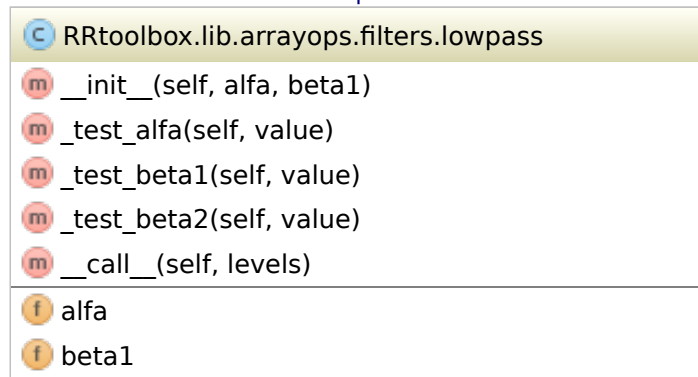 C RRtoolbox.lib.arrayops.filters.lowpass
m __init__(self, alfa, beta1)
m _test_alfa(self, value)
m _test_beta1(self, value)
m _test_beta2(self, value)
m __call__(self, levels)
f alfa
f beta1